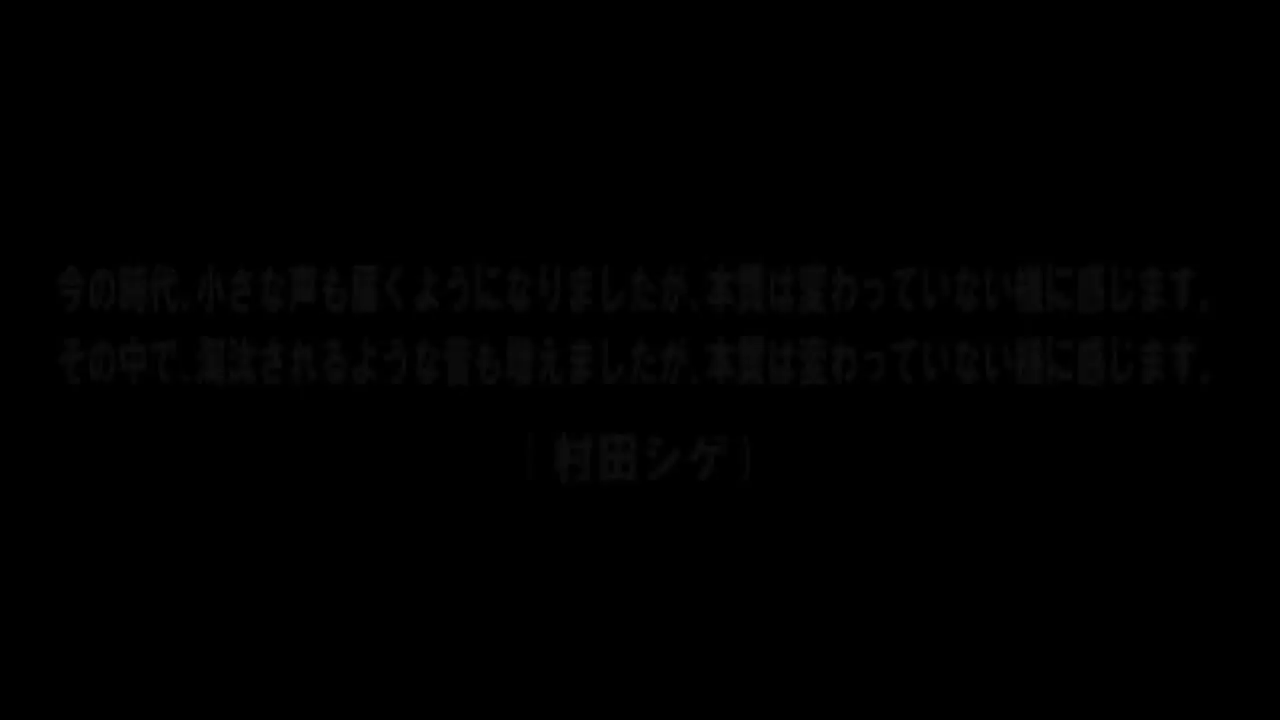 今の時代、小さな声も届くようになりましたが、本質は変わっていない様に感じます。
その中で、淘汰されるような音も増えましたが、本質は変わっていない様に感じます。
(村田シゲ)